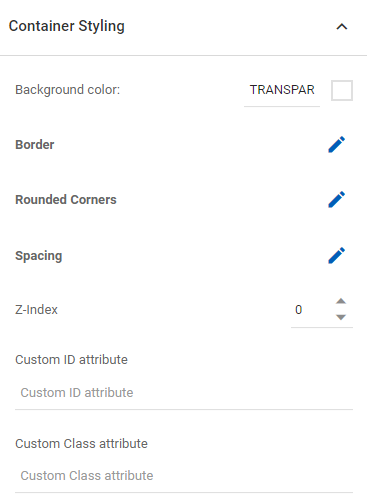 Container Styling
Background color: TRANSPAR
Border
Rounded Corners
Spacing
Z-Index 0
Custom ID attribute
Custom ID attribute
Custom Class attribute
Custom Class attribute